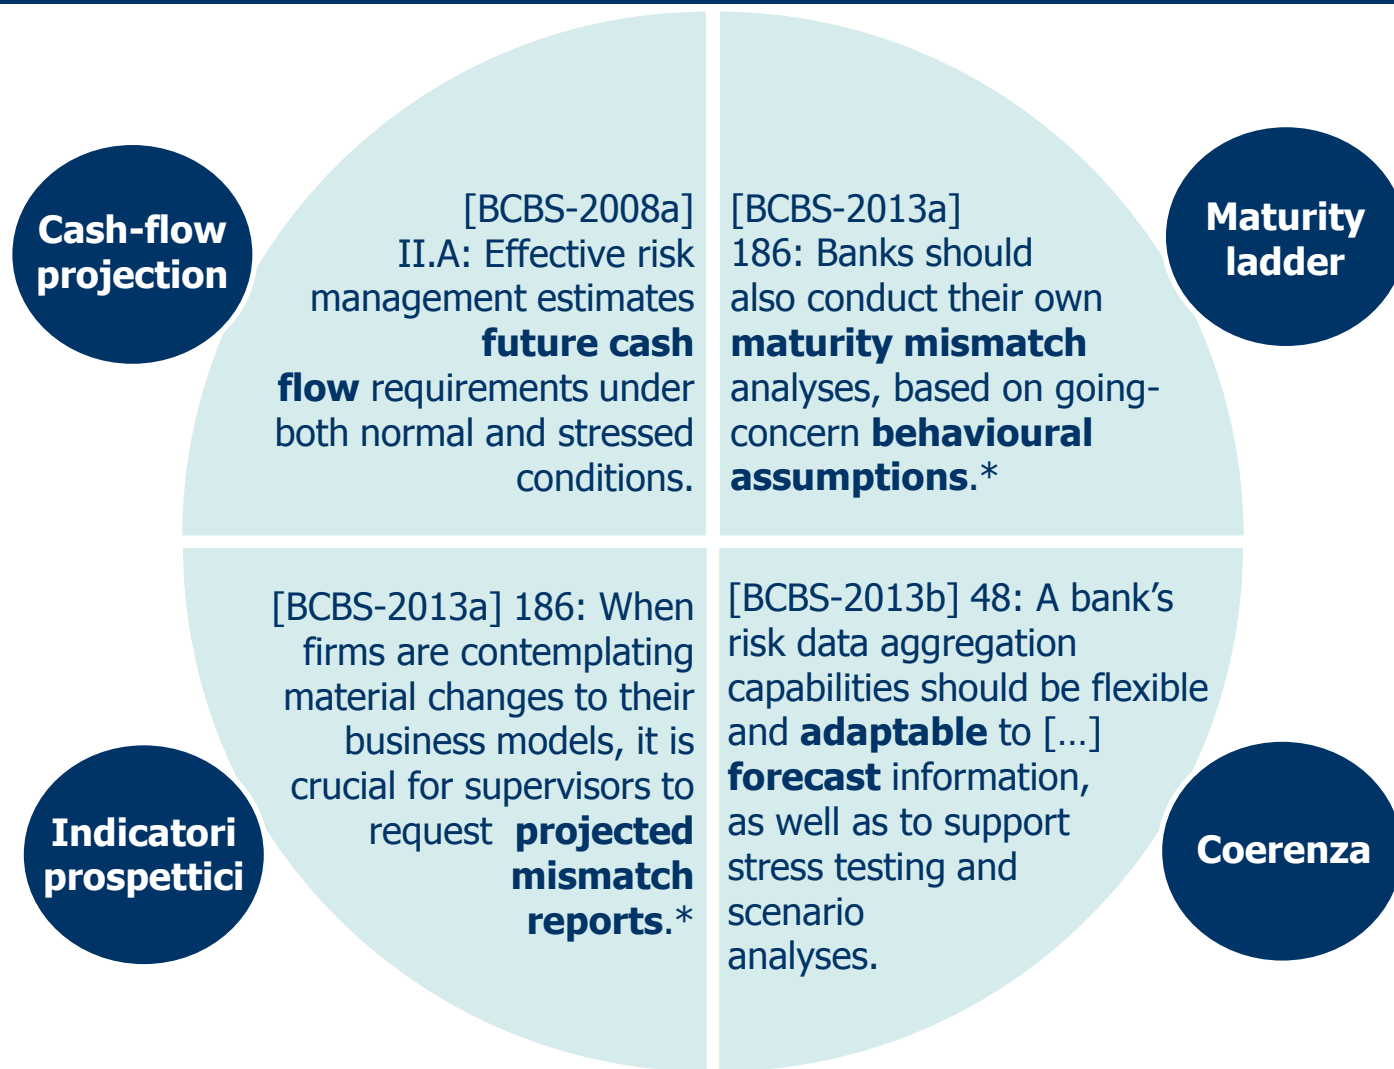 Cash-flow
projection
[BCBS-2008a]
II.A: Effective risk
management estimates
future cash
flow requirements under
both normal and stressed
conditions.
[BCBS-2013a]
186: Banks should
also conduct their own
maturity mismatch
analyses, based on going-
concern behavioural
assumptions.*
Maturity
ladder
Indicatori
prospettici
[BCBS-2013a] 186: When
firms are contemplating
material changes to their
business models, it is
crucial for supervisors to
request projected
mismatch
reports.*
[BCBS-2013b] 48: A bank’s
risk data aggregation
capabilities should be flexible
and adaptable to […]
forecast information,
as well as to support
stress testing and
scenario
analyses.
Coerenza